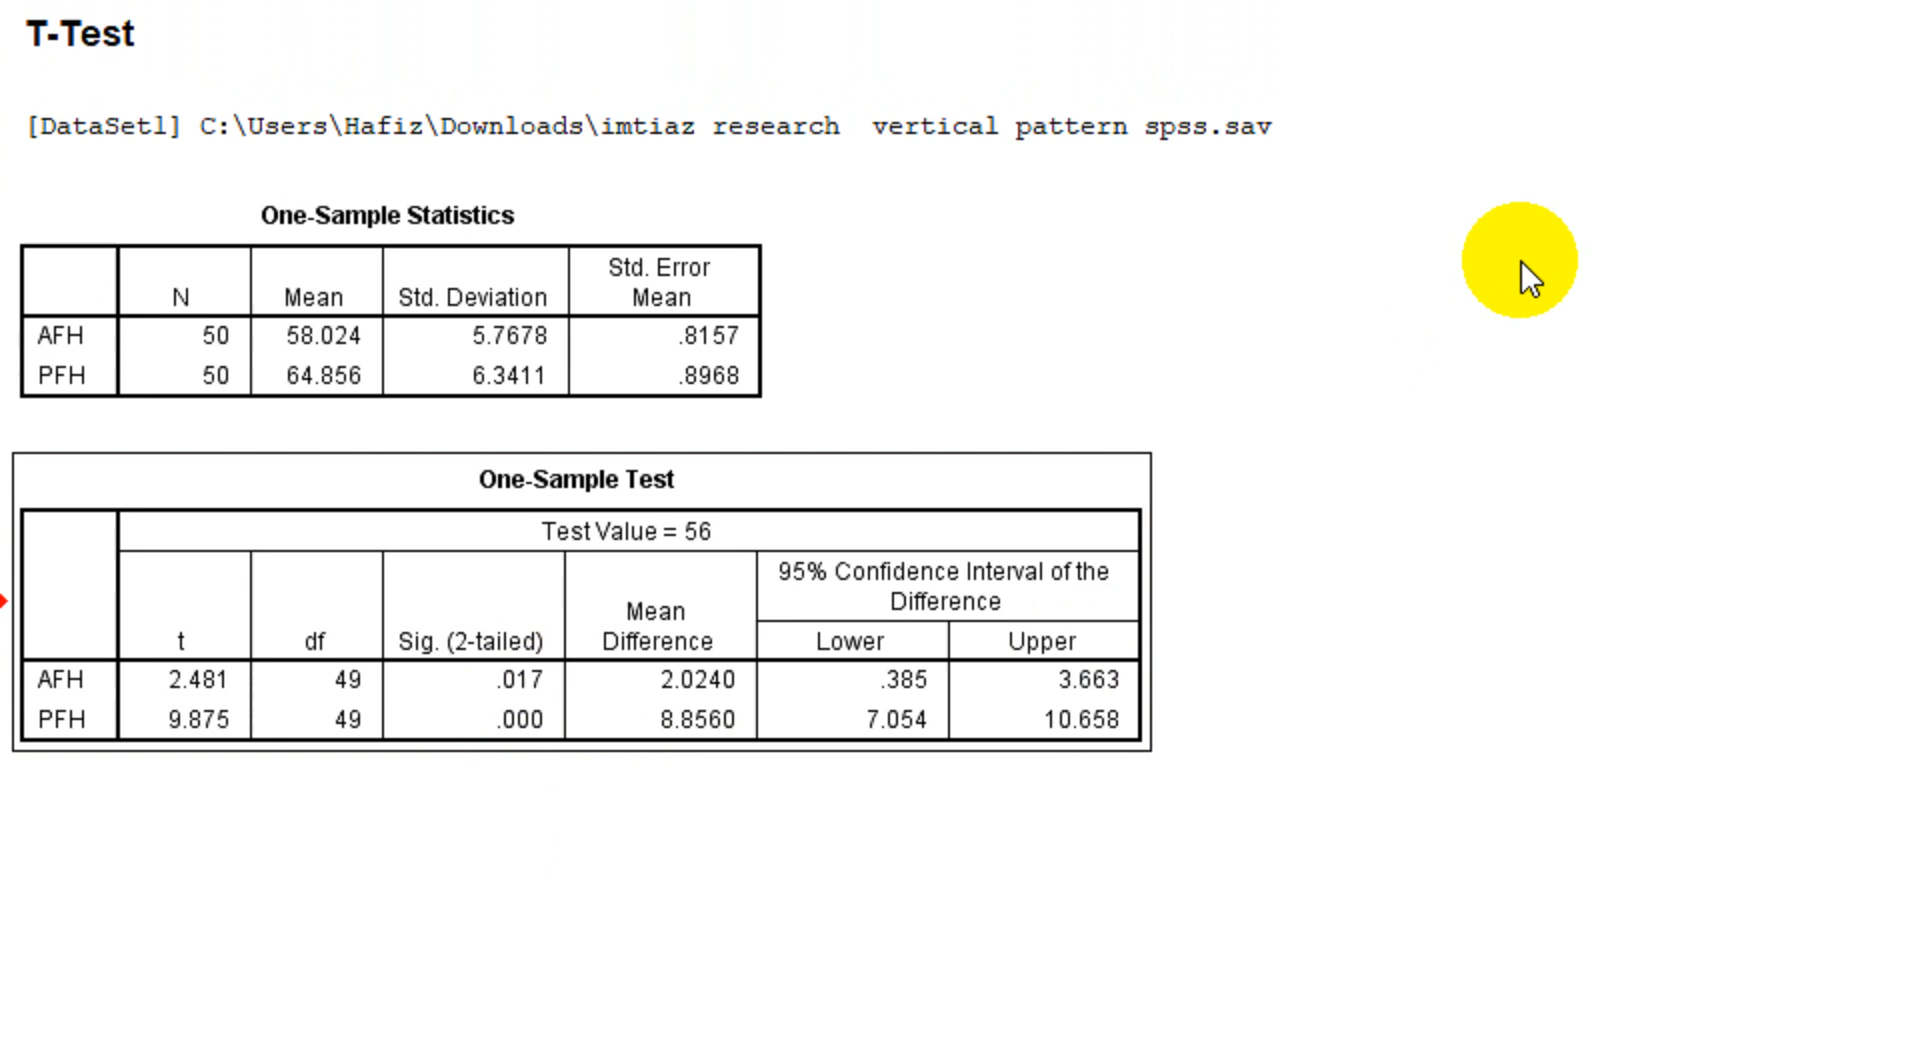 T-Test
[DataSet1] C:\Users\Hafiz\Downloads\imtiaz research  vertical pattern spss.sav
One-Sample Statistics
N Mean Std. Deviation Std. Error Mean
AFH 50 58.024 5.7678 .8157
PFH 50 64.856 6.3411 .8968
One-Sample Test
Test Value = 56
t df Sig. (2-tailed) Mean Difference 95% Confidence Interval of the Difference
Lower Upper
AFH 2.481 49 .017 2.0240 .385 3.663
PFH 9.875 49 .000 8.8560 7.054 10.658